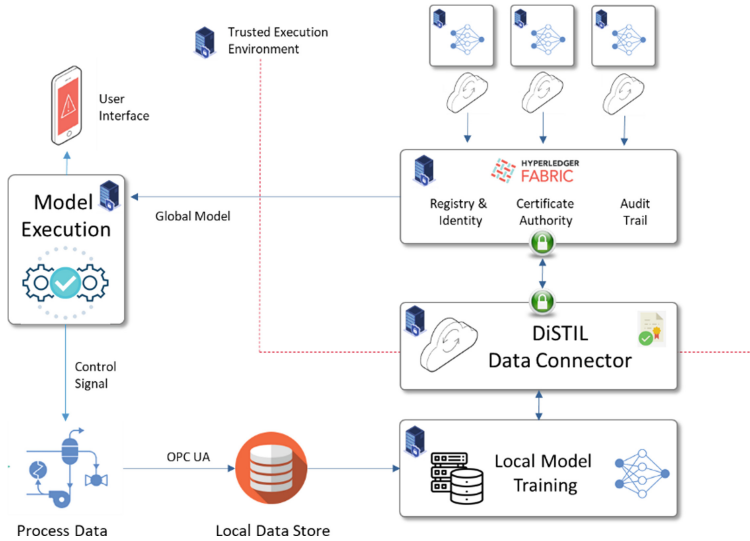 Trusted Execution
Environment
User
Interface
HYPERLEDGER
FABRIC
Registry &
Identity
Certificate
Authority
Audit
Trail
Model
Execution
Global Model
DiSTIL
Data Connector
Control
Signal
OPC UA
Local Model
Training
Process Data
Local Data Store